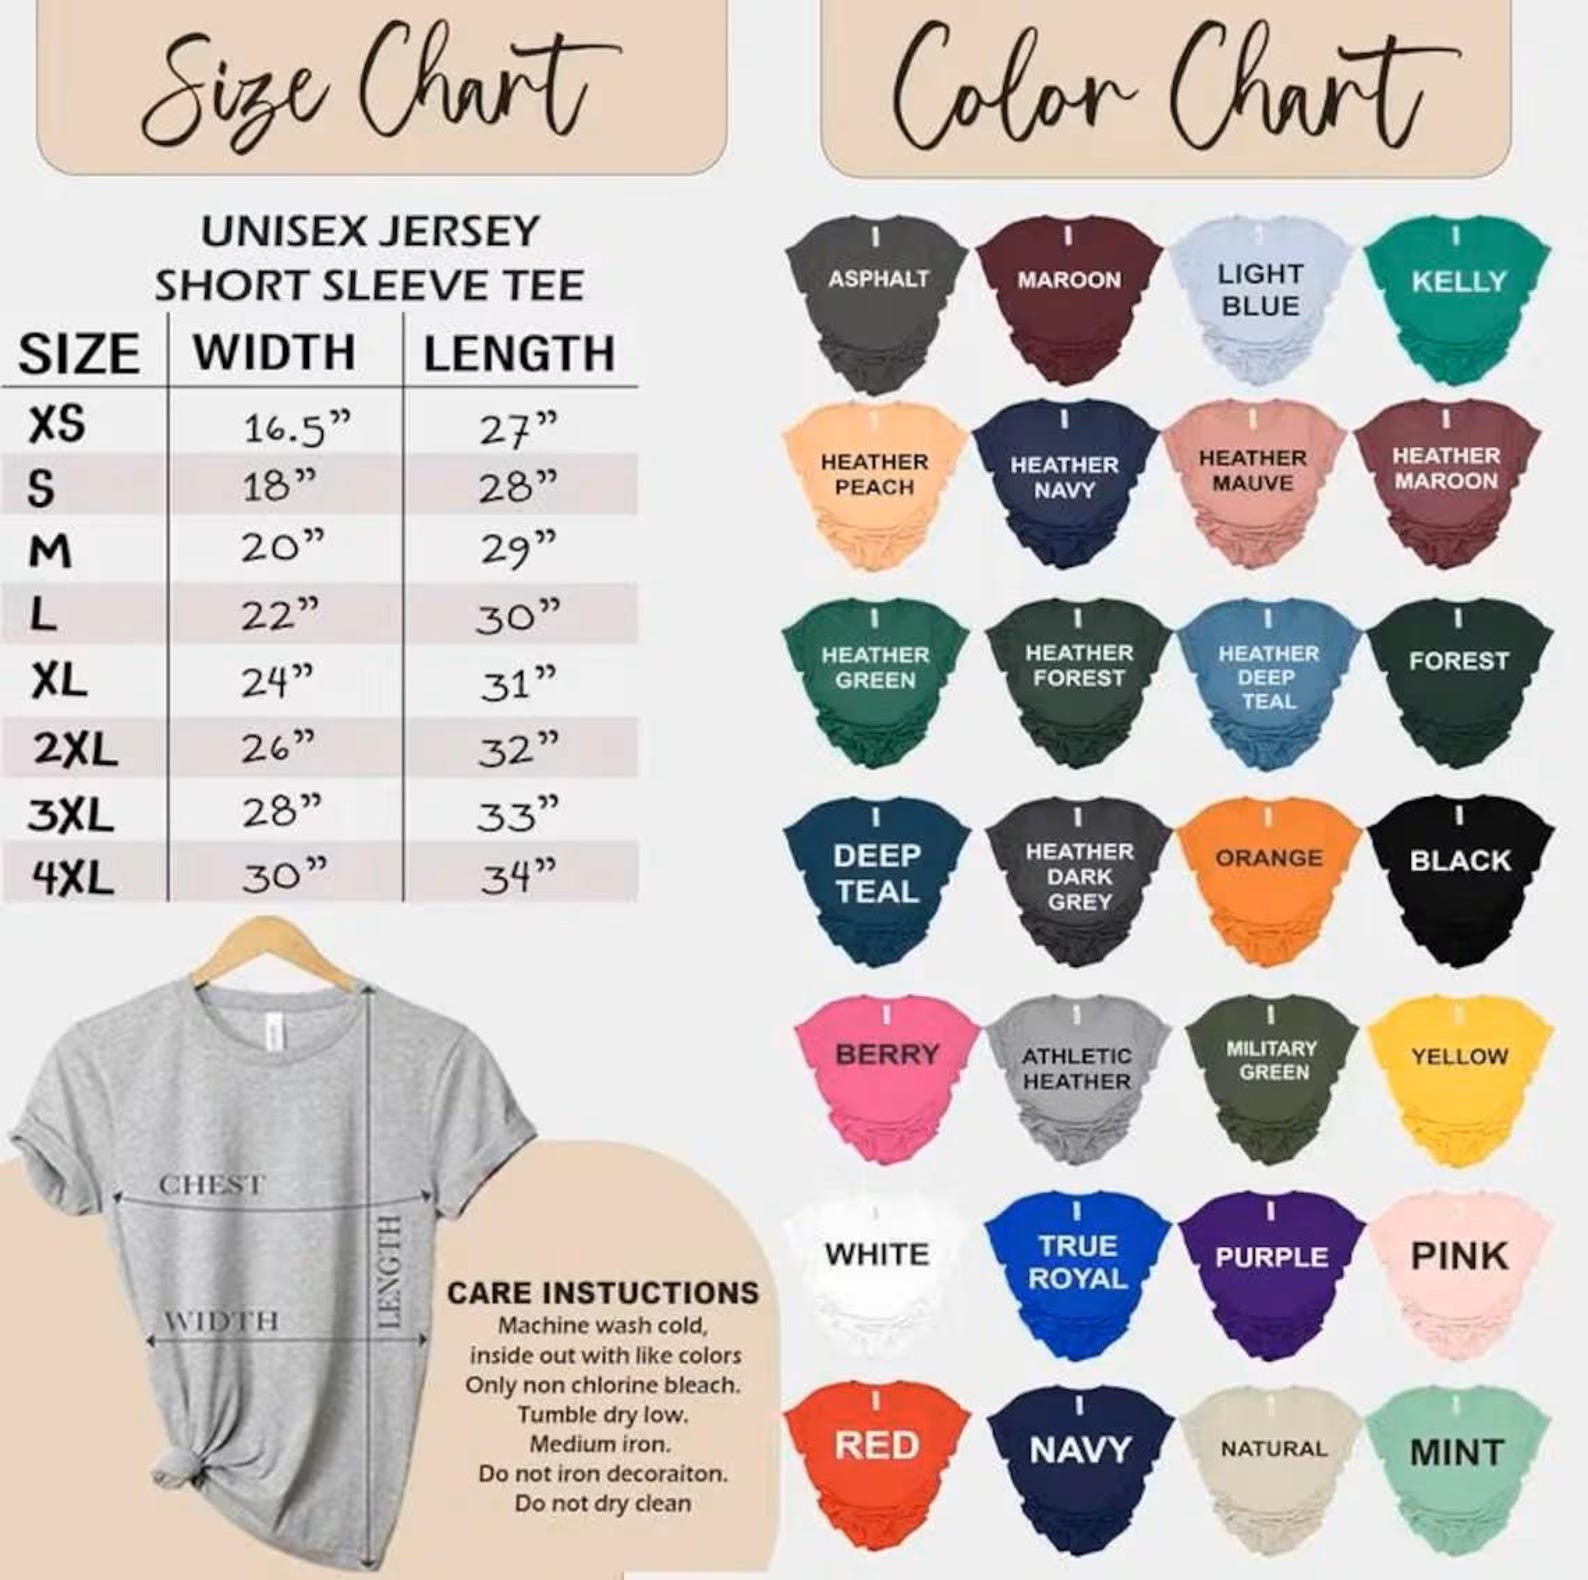 Size Chart
UNISEX JERSEY
SHORT SLEEVE TEE
SIZE WIDTH LENGTH
XS 16.5” 27”
S 18” 28”
M 20” 29”
L 22” 30”
XL 24” 31”
2XL 26” 32”
3XL 28” 33”
4XL 30” 34”
CHEST
WIDTH
LENGTH
CARE INSTUCTIONS
Machine wash cold,
inside out with like colors
Only non chlorine bleach.
Tumble dry low.
Medium iron.
Do not iron decoraiton.
Do not dry clean
Color Chart
ASPHALT
MAROON
LIGHT
BLUE
KELLY
HEATHER
PEACH
HEATHER
NAVY
HEATHER
MAUVE
HEATHER
MAROON
HEATHER
GREEN
HEATHER
FOREST
HEATHER
DEEP
TEAL
FOREST
DEEP
TEAL
HEATHER
DARK
GREY
ORANGE
BLACK
BERRY
ATHLETIC
HEATHER
MILITARY
GREEN
YELLOW
WHITE
TRUE
ROYAL
PURPLE
PINK
RED
NAVY
NATURAL
MINT